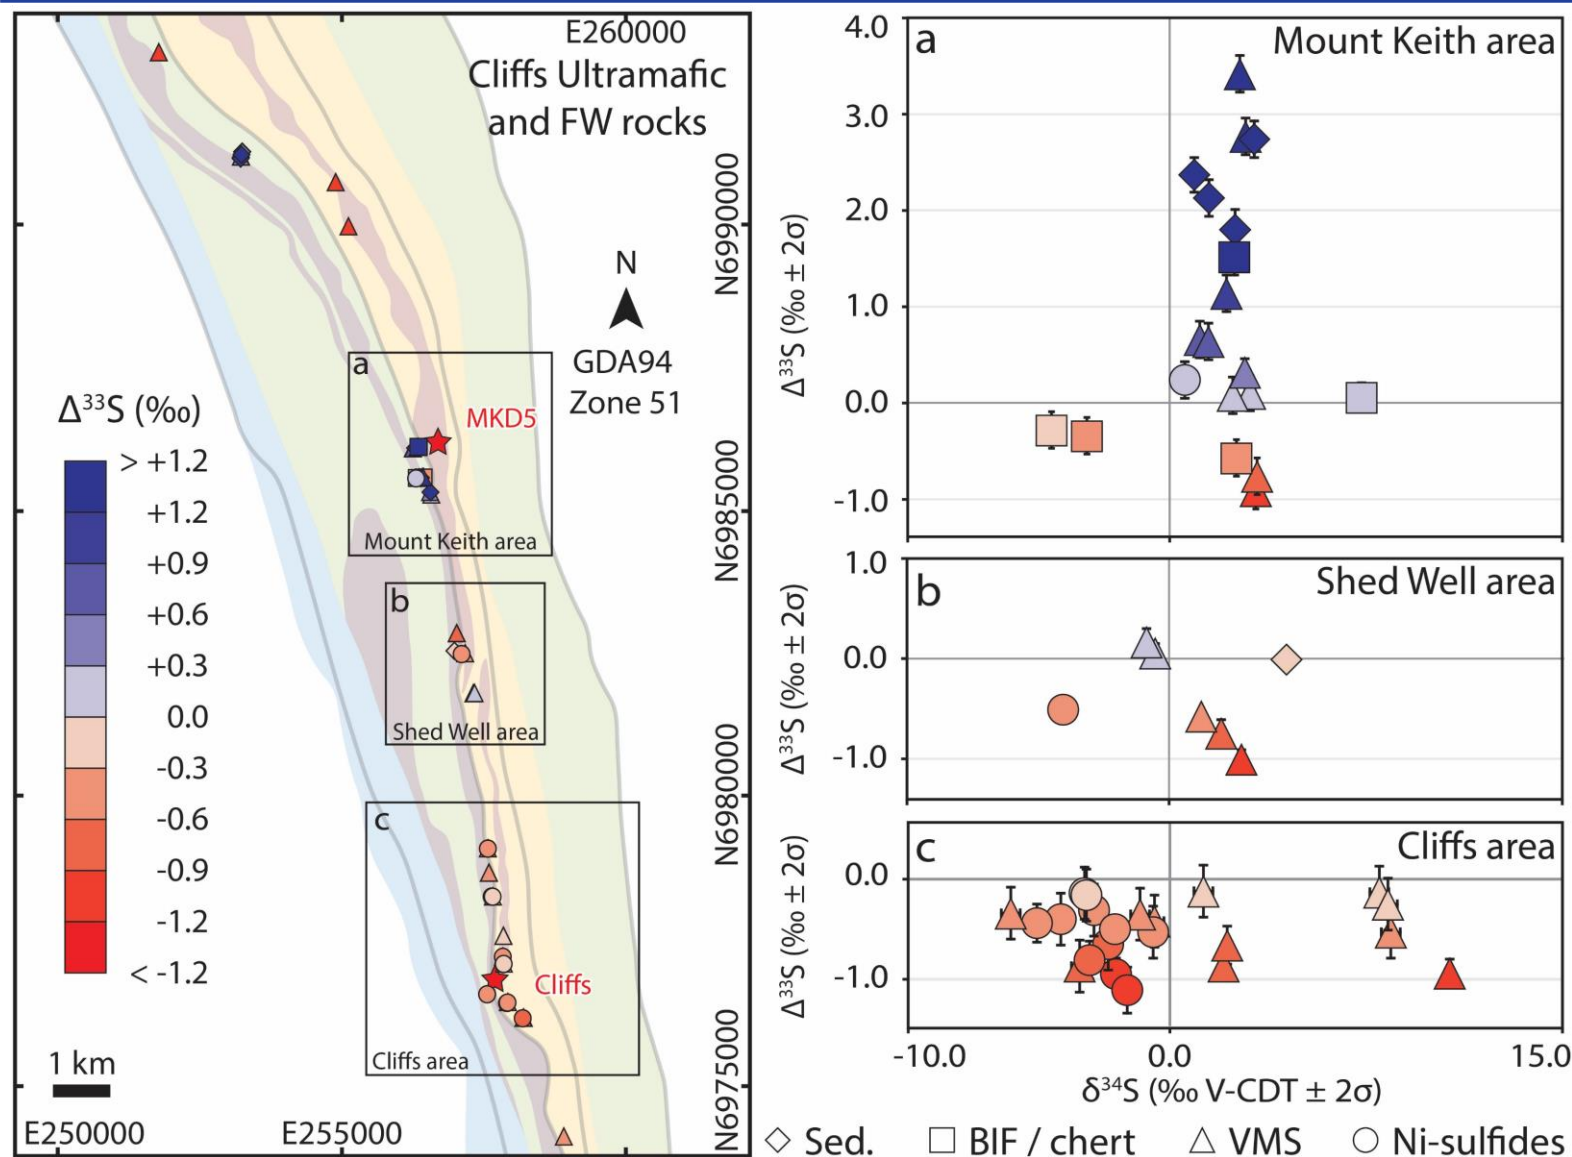 E260000
Cliffs Ultramafic
and FW rocks
N6990000
N
GDA94
Zone 51
a
MKD5
Δ³³S (‰)
> +1.2
+1.2
+0.9
+0.6
+0.3
0.0
-0.3
-0.6
-0.9
-1.2
< -1.2
N6985000
Mount Keith area
b
Shed Well area
N6980000
c
Cliffs
Cliffs area
1 km
N6975000
E250000
E255000
a
Mount Keith area
4.0
3.0
2.0
1.0
0.0
-1.0
Δ³³S (‰ ± 2σ)
b
Shed Well area
1.0
0.0
-1.0
Δ³³S (‰ ± 2σ)
c
Cliffs area
0.0
-1.0
Δ³³S (‰ ± 2σ)
-10.0
0.0
15.0
δ³⁴S (‰ V-CDT ± 2σ)
Sed.
BIF / chert
VMS
Ni-sulfides